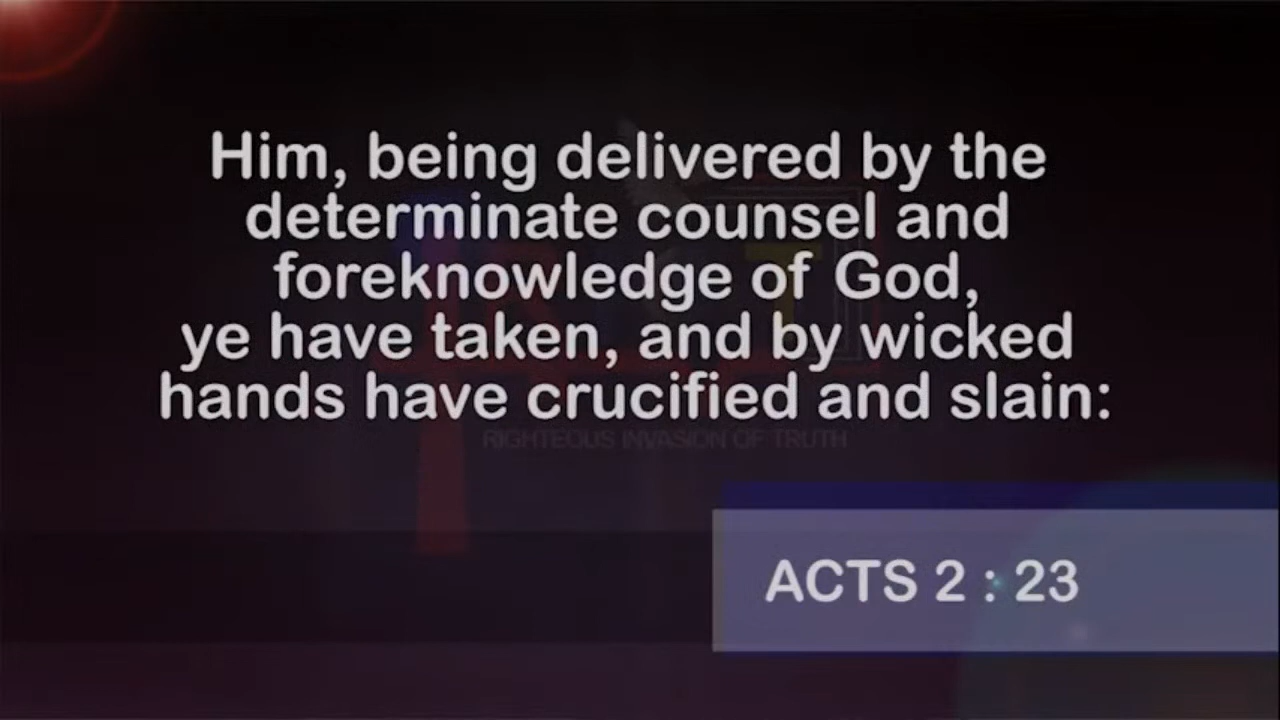 Him, being delivered by the
determinate counsel and
foreknowledge of God,
ye have taken, and by wicked
hands have crucified and slain:
RIGHTEOUS INVASION OF TRUTH
ACTS 2 : 23